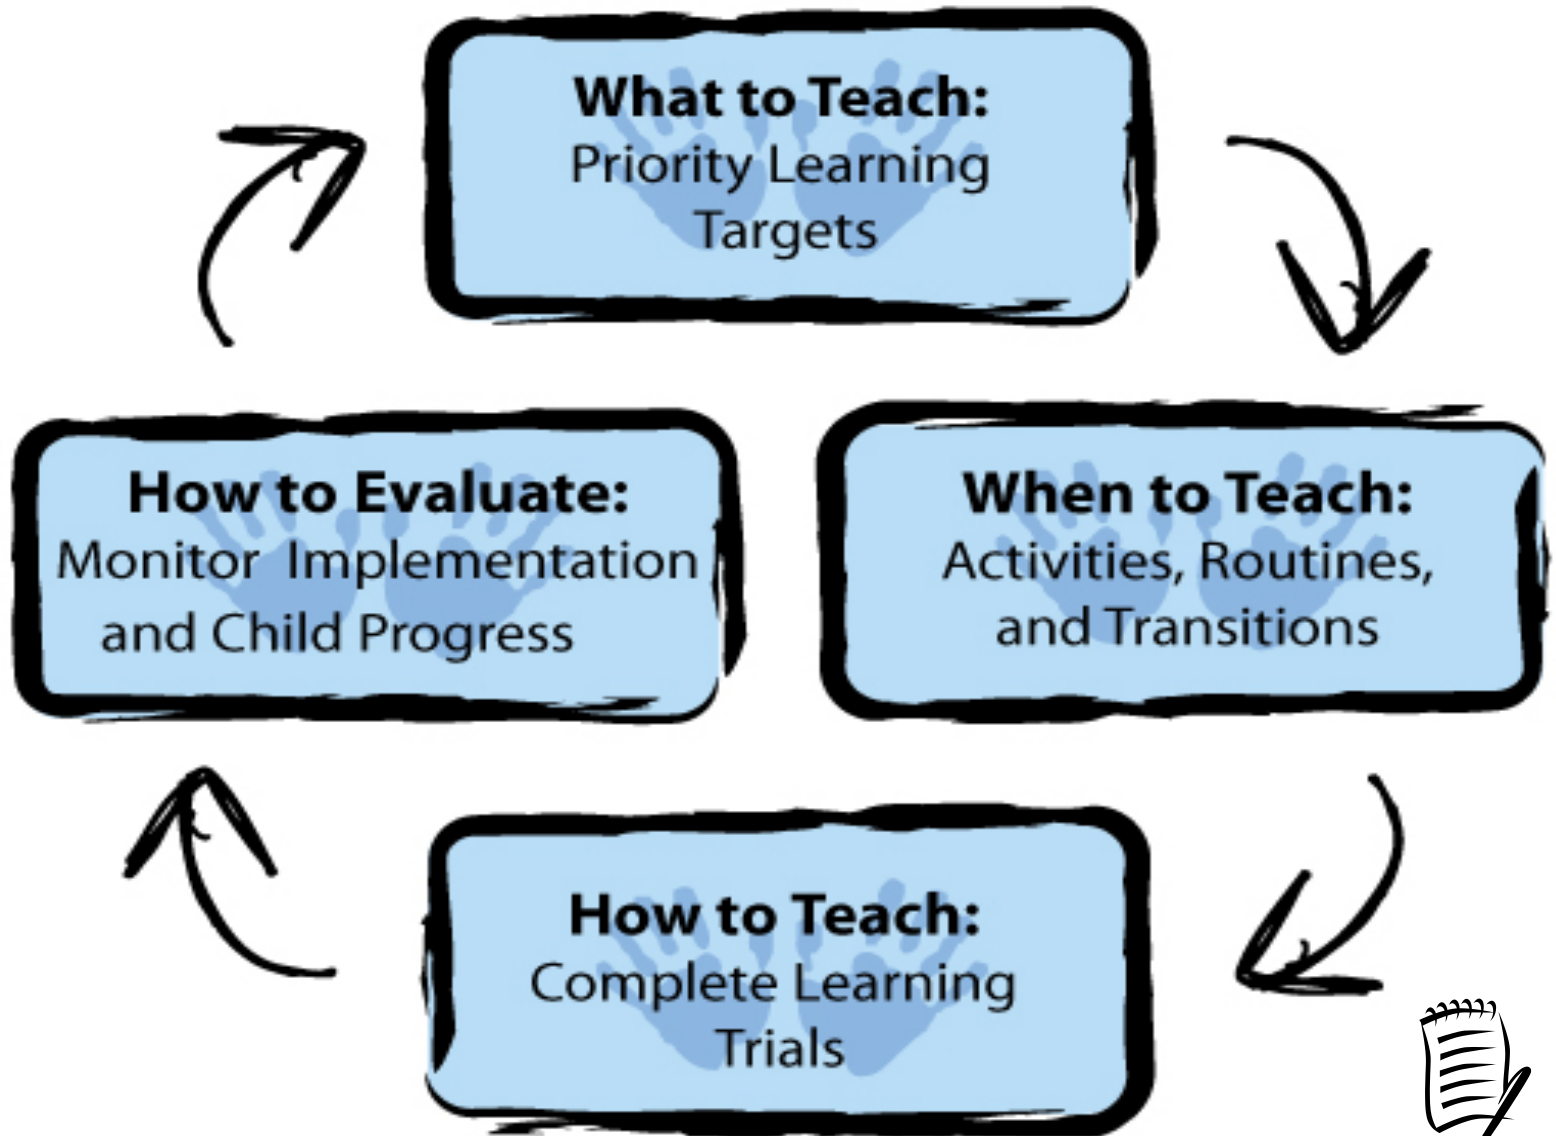 What to Teach:
Priority Learning
Targets
When to Teach:
Activities, Routines,
and Transitions
How to Teach:
Complete Learning
Trials
How to Evaluate:
Monitor Implementation
and Child Progress